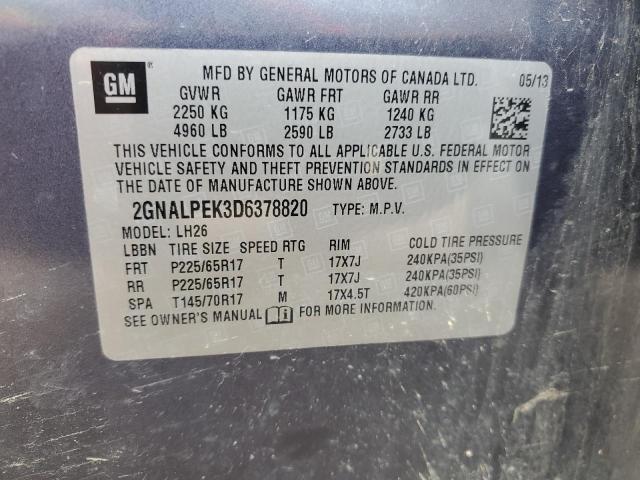 GM
MFD BY GENERAL MOTORS OF CANADA LTD. 05/13
GVWR GAWR FRT GAWR RR
2250 KG 1175 KG 1240 KG
4960 LB 2590 LB 2733 LB
THIS VEHICLE CONFORMS TO ALL APPLICABLE U.S. FEDERAL MOTOR
VEHICLE SAFETY AND THEFT PREVENTION STANDARDS IN EFFECT ON
THE DATE OF MANUFACTURE SHOWN ABOVE.
2GNALPEK3D6378820 TYPE: M.P.V.
MODEL: LH26
LBBN TIRE SIZE SPEED RTG RIM COLD TIRE PRESSURE
FRT P225/65R17 T 17X7J 240KPA(35PSI)
RR P225/65R17 T 17X7J 240KPA(35PSI)
SPA T145/70R17 M 17X4.5T 420KPA(60PSI)
SEE OWNER'S MANUAL i FOR MORE INFORMATION.